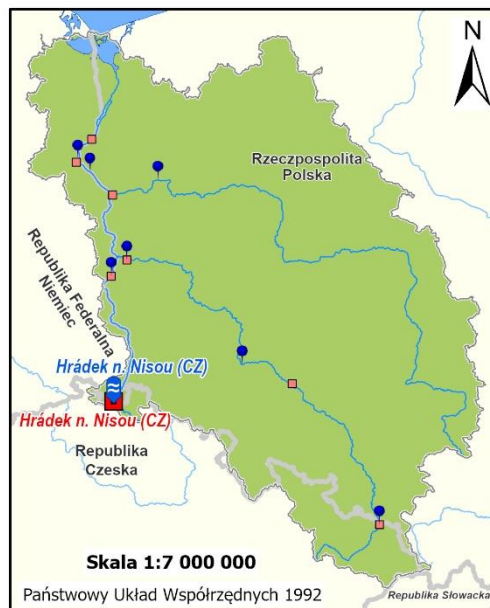 N
Rzeczpospolita
Polska
Republika Federalna
Niemiec
Hrádek n. Nisou (CZ)
Hrádek n. Nisou (CZ)
Republika
Czeska
Skala 1:7 000 000
Państwowy Układ Współrzędnych 1992
Republika Słowacka